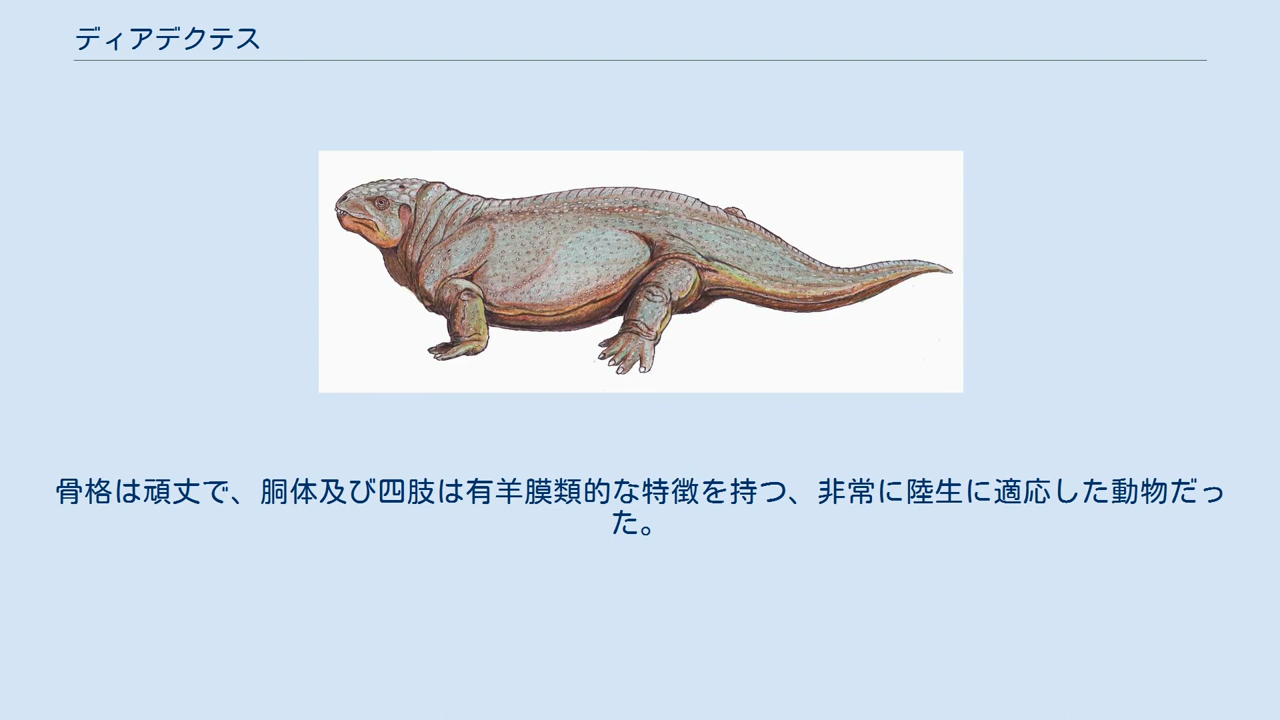 ディアデクテス
骨格は頑丈で、胴体及び四肢は有羊膜類的な特徴を持つ、非常に陸生に適応した動物だっ
た。